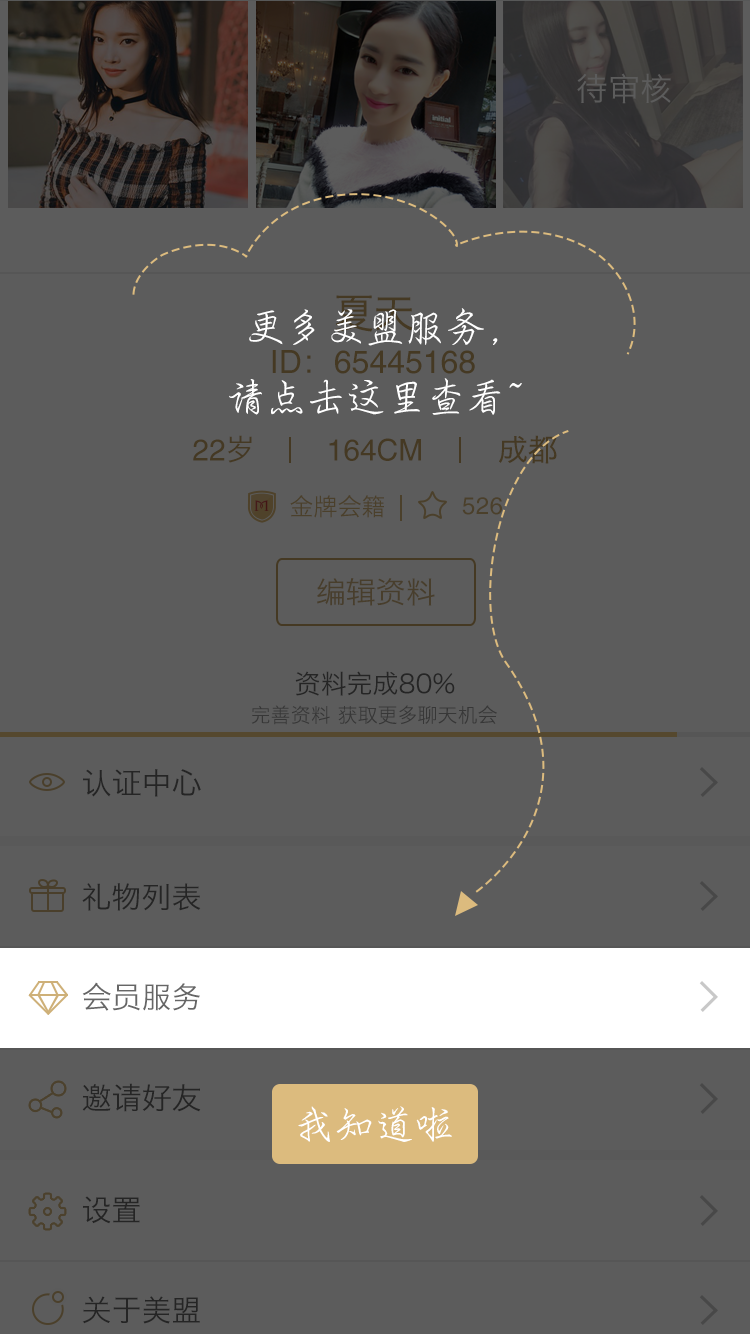 initial
待审核
夏天
更多美盟服务,
ID：65445168
请点击这里查看~
22岁 | 164CM | 成都
M 金牌会籍 | 526
编辑资料
资料完成80%
完善资料 获取更多聊天机会
认证中心
礼物列表
会员服务
邀请好友
我知道啦
设置
关于美盟